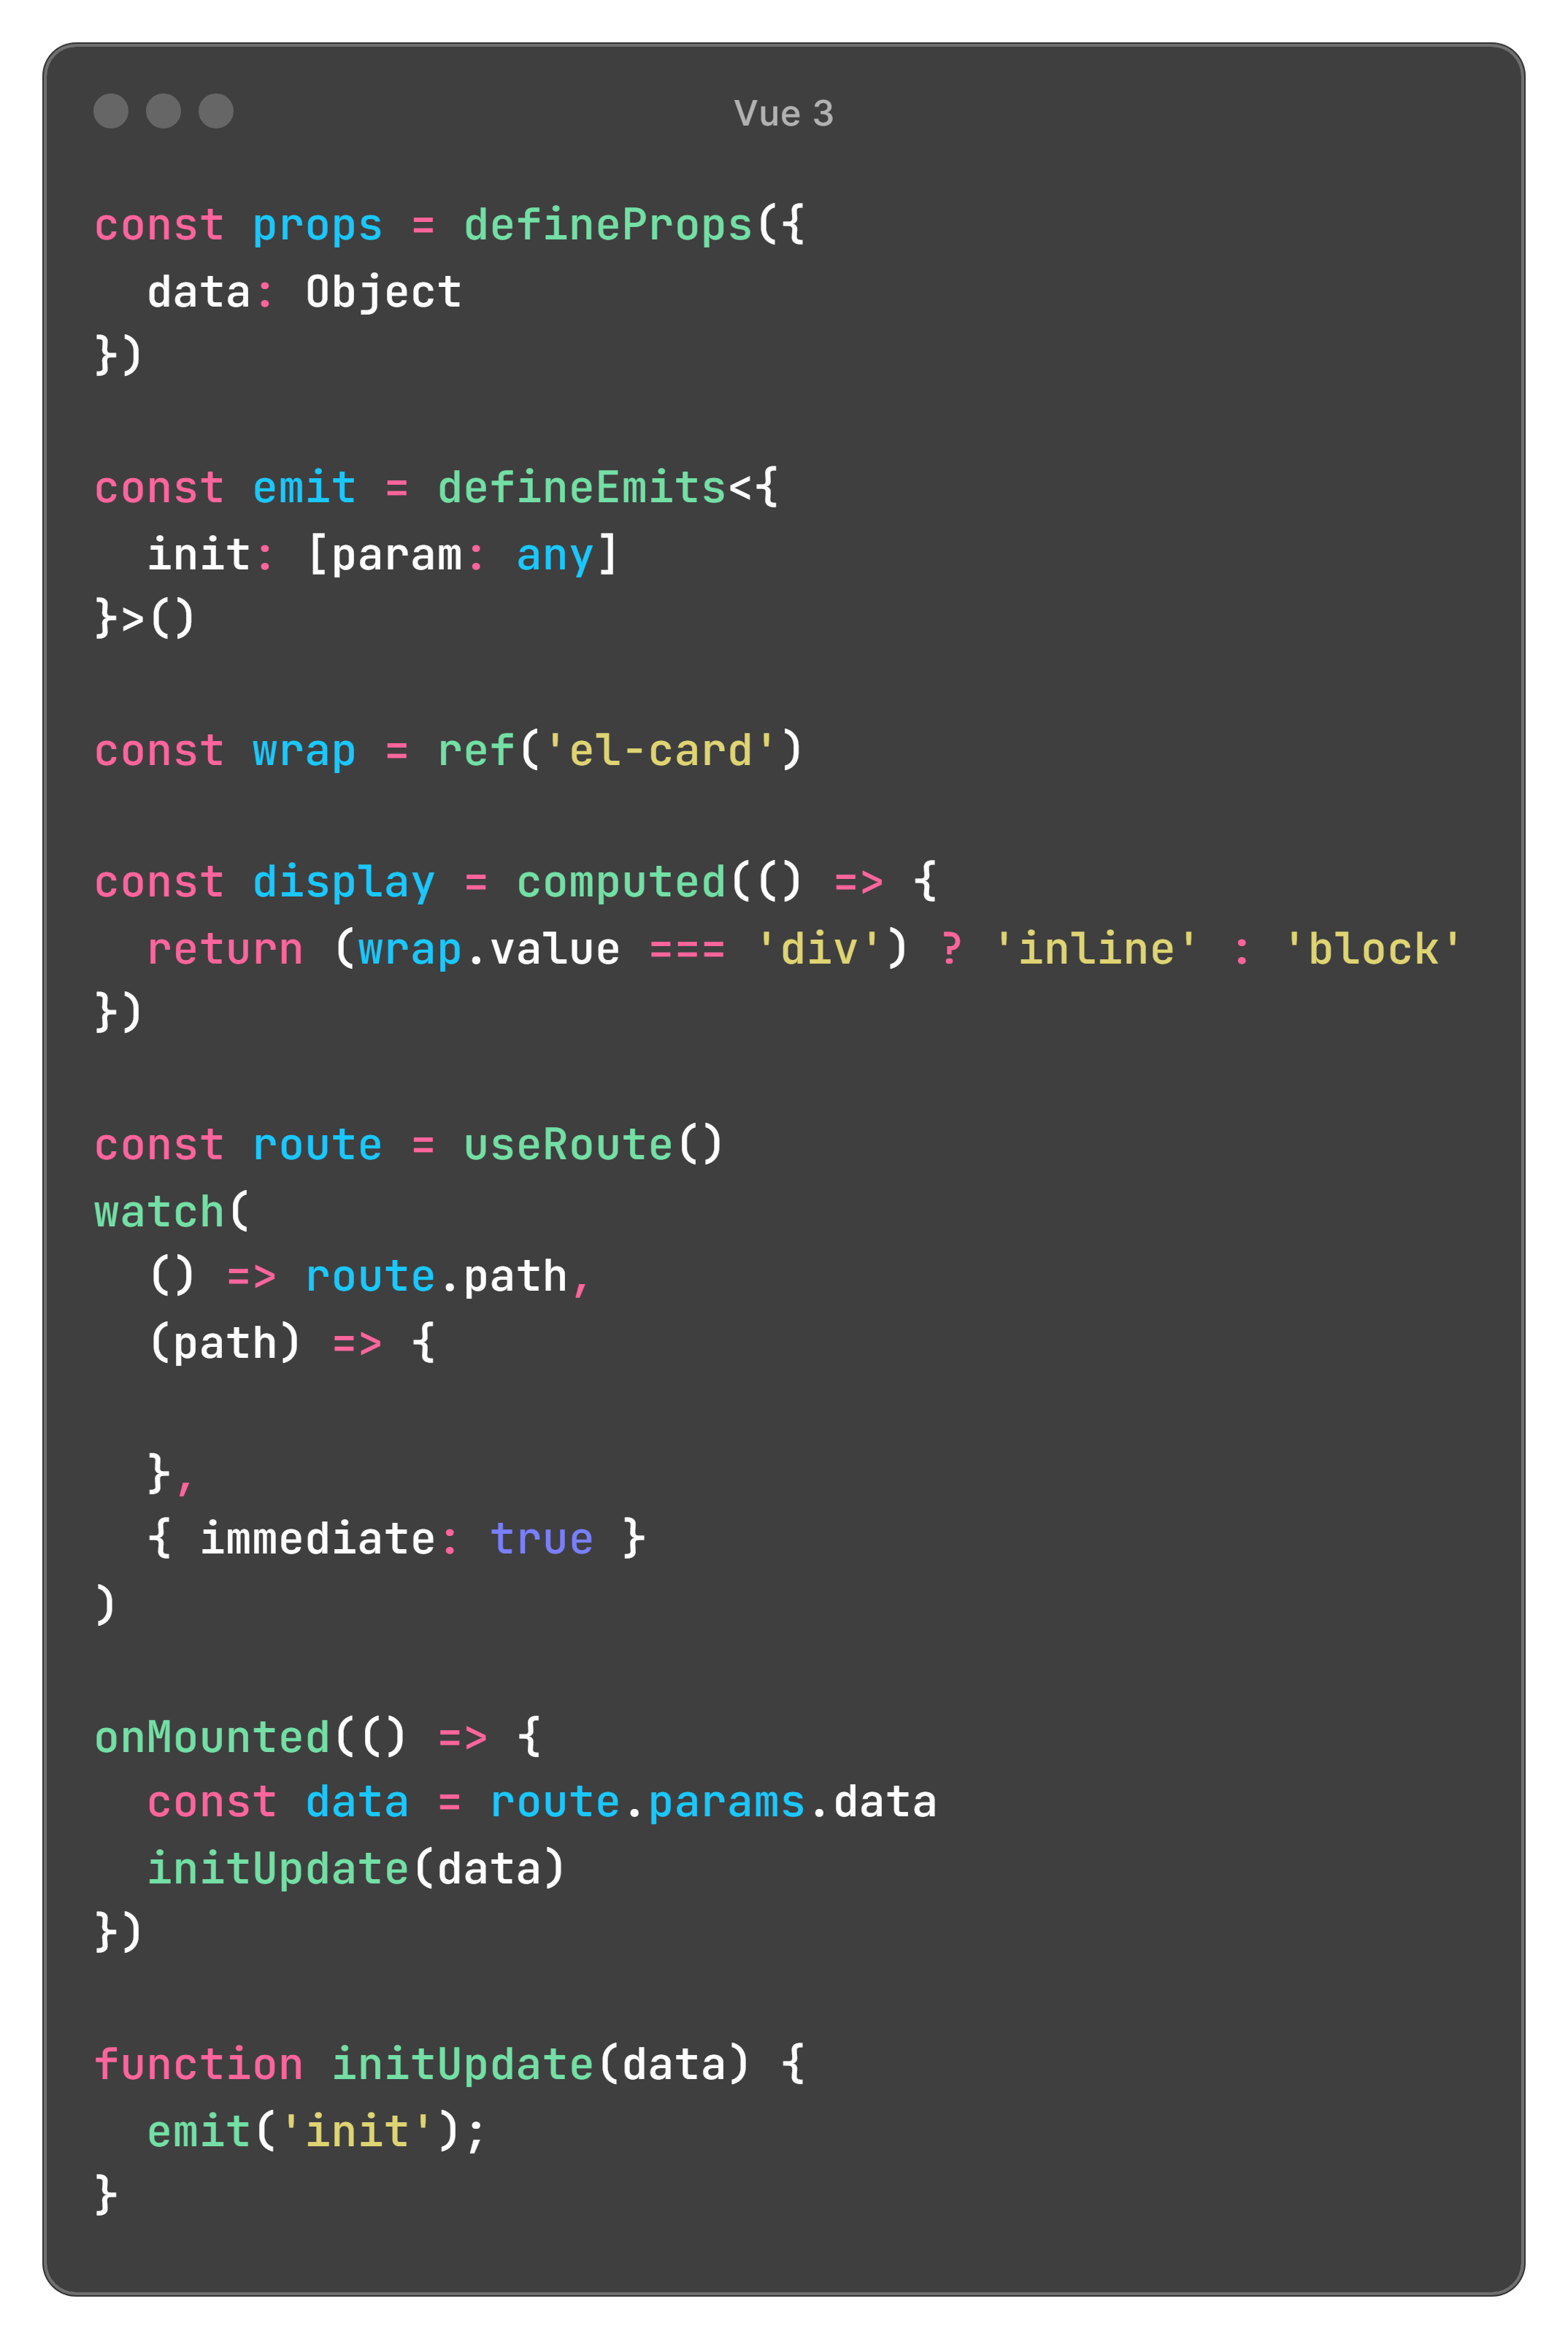 Vue 3
const props = defineProps({
  data: Object
})

const emit = defineEmits<{
  init: [param: any]
}>()

const wrap = ref('el-card')

const display = computed(() => {
  return (wrap.value === 'div') ? 'inline' : 'block'
})

const route = useRoute()
watch(
  () => route.path,
  (path) => {

  },
  { immediate: true }
)

onMounted(() => {
  const data = route.params.data
  initUpdate(data)
})

function initUpdate(data) {
  emit('init');
}